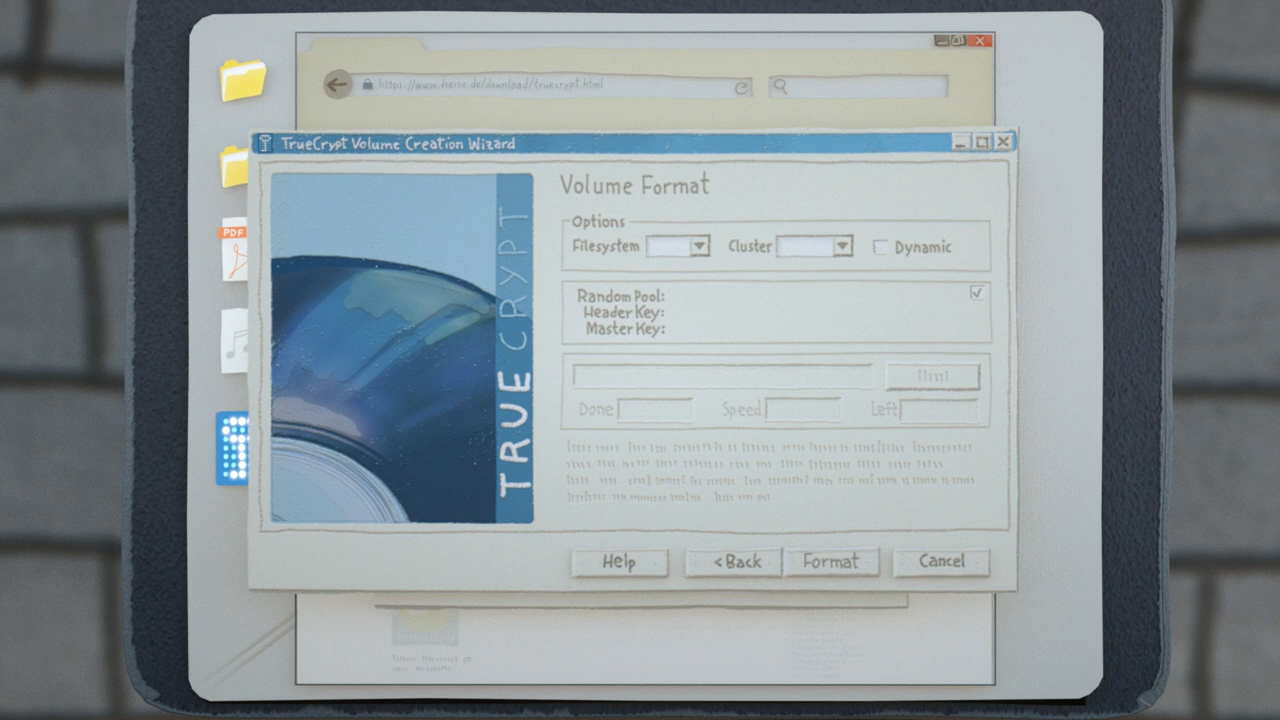 https://www.heise.de/download/truecrypt.html
TrueCrypt Volume Creation Wizard
PDF
TRUECRYPT
Volume Format
Options
Filesystem
Cluster
Dynamic
Random Pool:
Header Key:
Master Key:
Done
Speed
Left
Help
<Back
Format
Cancel